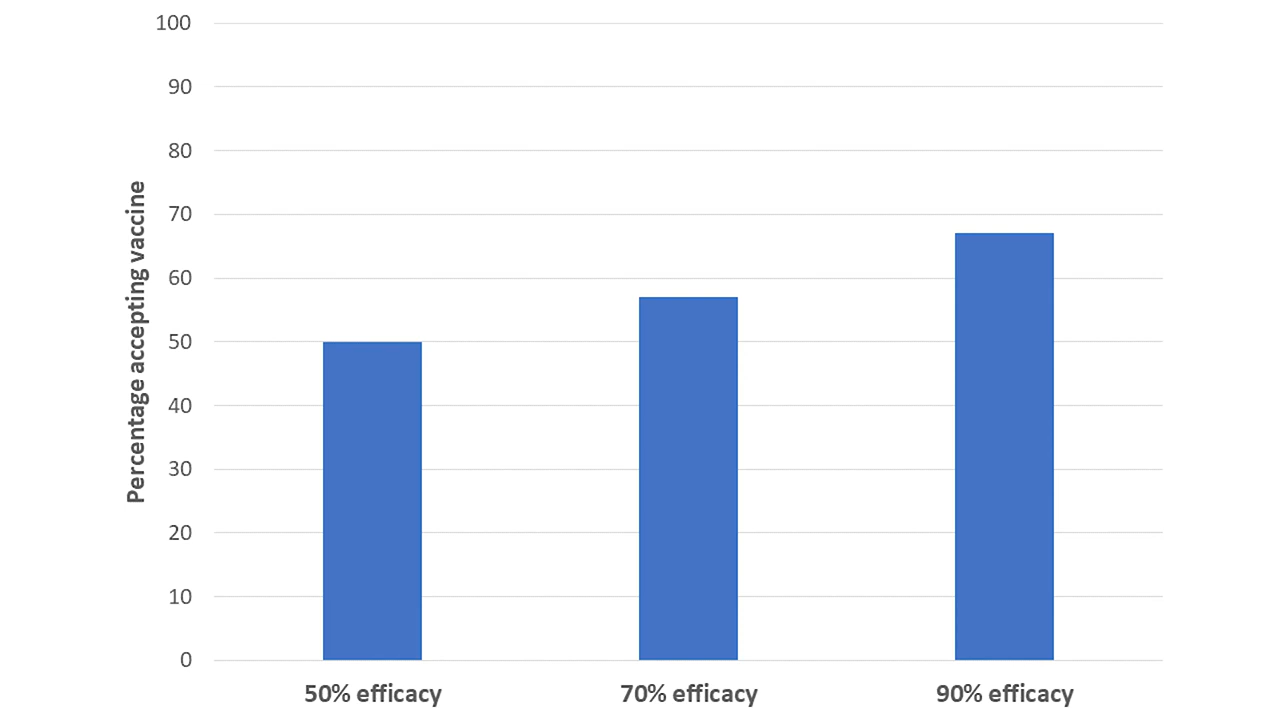 100
90
80
70
60
50
40
30
20
10
0
Percentage accepting vaccine
50% efficacy
70% efficacy
90% efficacy